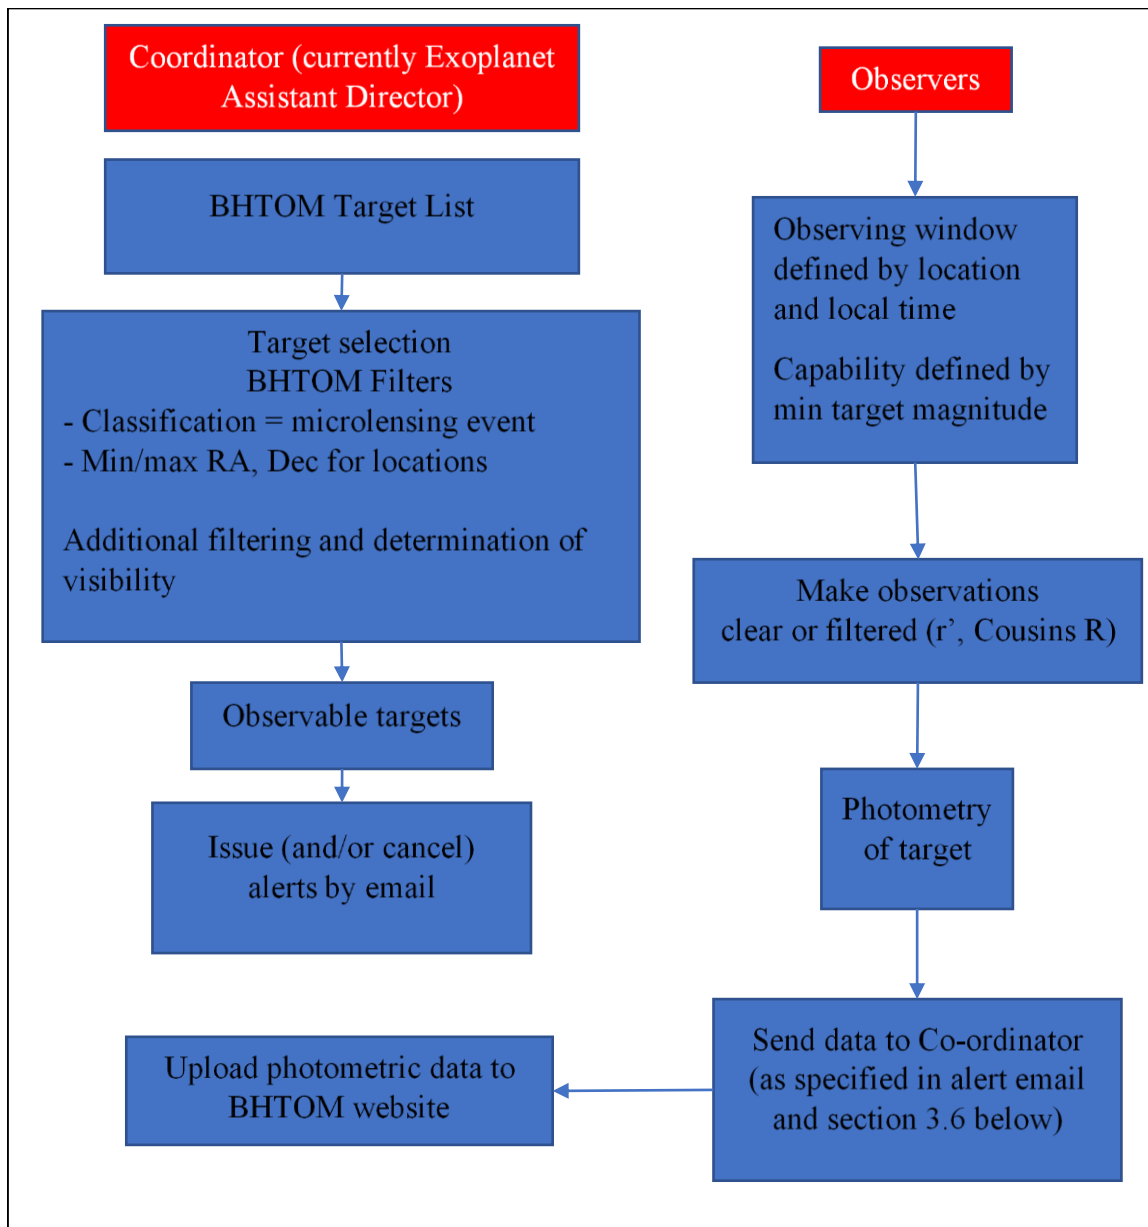 Coordinator (currently Exoplanet
Assistant Director)
BHTOM Target List
Target selection
BHTOM Filters
- Classification = microlensing event
- Min/max RA, Dec for locations
Additional filtering and determination of
visibility
Observable targets
Issue (and/or cancel)
alerts by email
Observers
Observing window
defined by location
and local time
Capability defined by
min target magnitude
Make observations
clear or filtered (r’, Cousins R)
Photometry
of target
Send data to Co-ordinator
(as specified in alert email
and section 3.6 below)
Upload photometric data to
BHTOM website